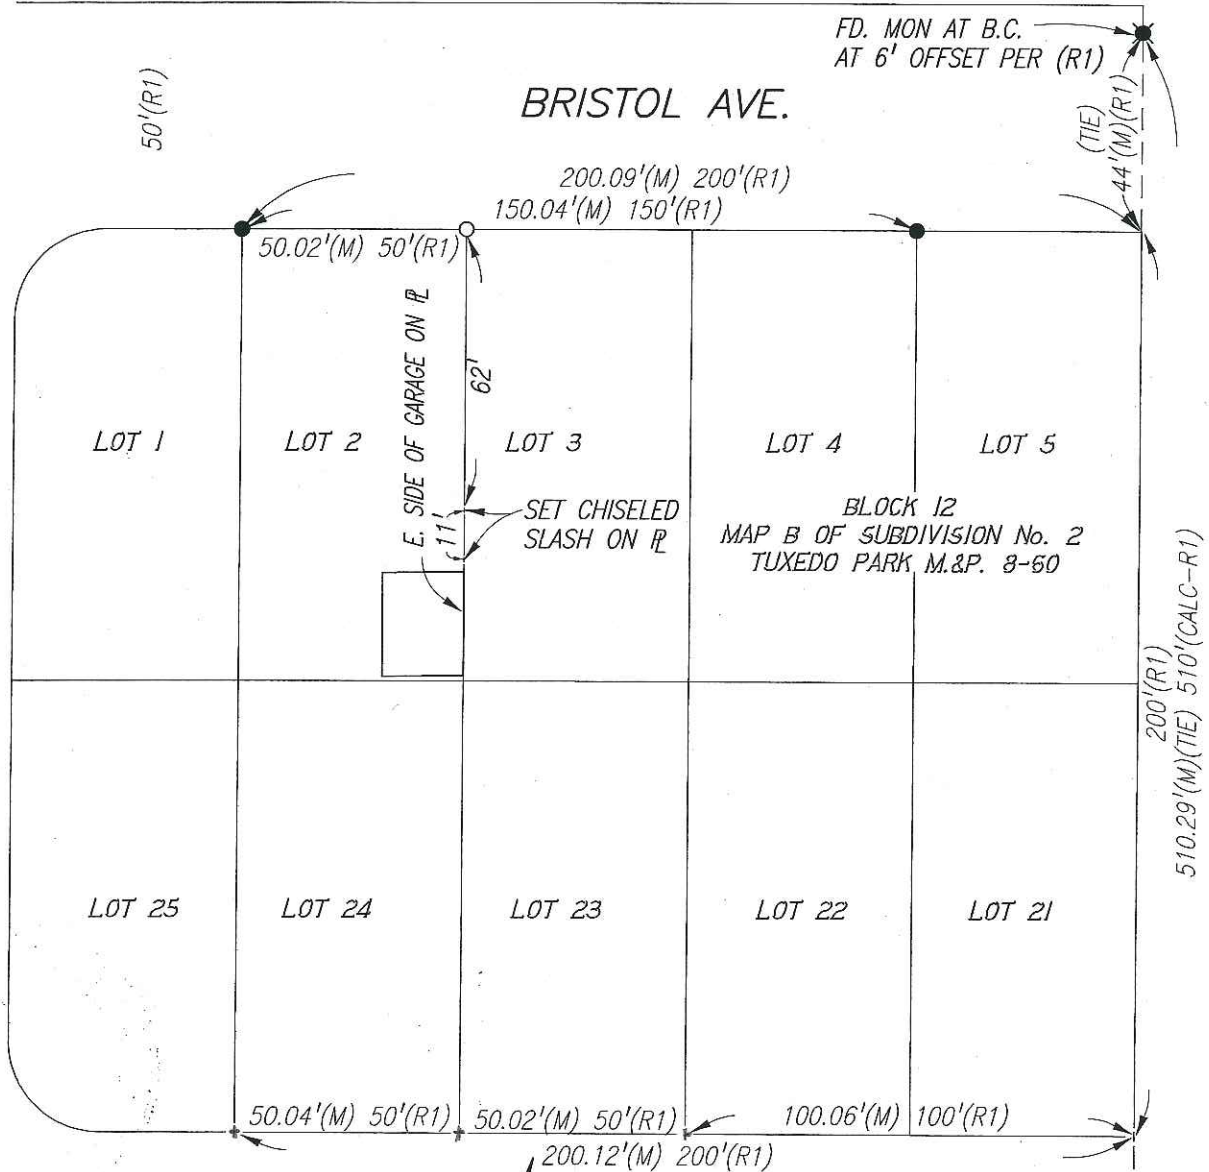 FD. MON AT B.C.
AT 6' OFFSET PER (R1)
50'(R1)
BRISTOL AVE.
(TIE)
44'(M)(R1)
200.09'(M) 200'(R1)
150.04'(M) 150'(R1)
50.02'(M) 50'(R1)
E. SIDE OF GARAGE ON ⅊
62'
LOT 1
LOT 2
LOT 3
LOT 4
LOT 5
11'
SET CHISELED
SLASH ON ⅊
BLOCK 12
MAP B OF SUBDIVISION No. 2
TUXEDO PARK M.&P. 8-60
200'(R1)
510.29'(M)(TIE) 510'(CALC-R1)
LOT 25
LOT 24
LOT 23
LOT 22
LOT 21
50.04'(M) 50'(R1)
50.02'(M) 50'(R1)
100.06'(M) 100'(R1)
200.12'(M) 200'(R1)